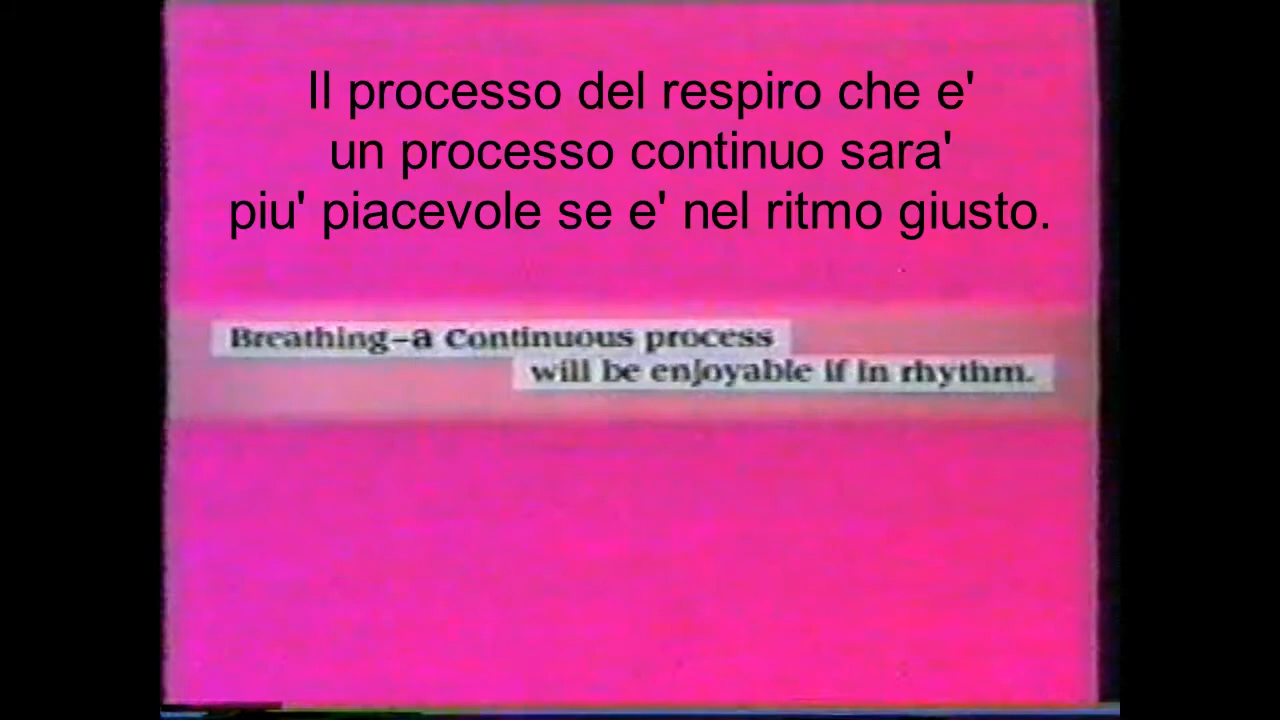 Il processo del respiro che e'
un processo continuo sara'
piu' piacevole se e' nel ritmo giusto.
Breathing–a Continuous process
will be enjoyable if in rhythm.